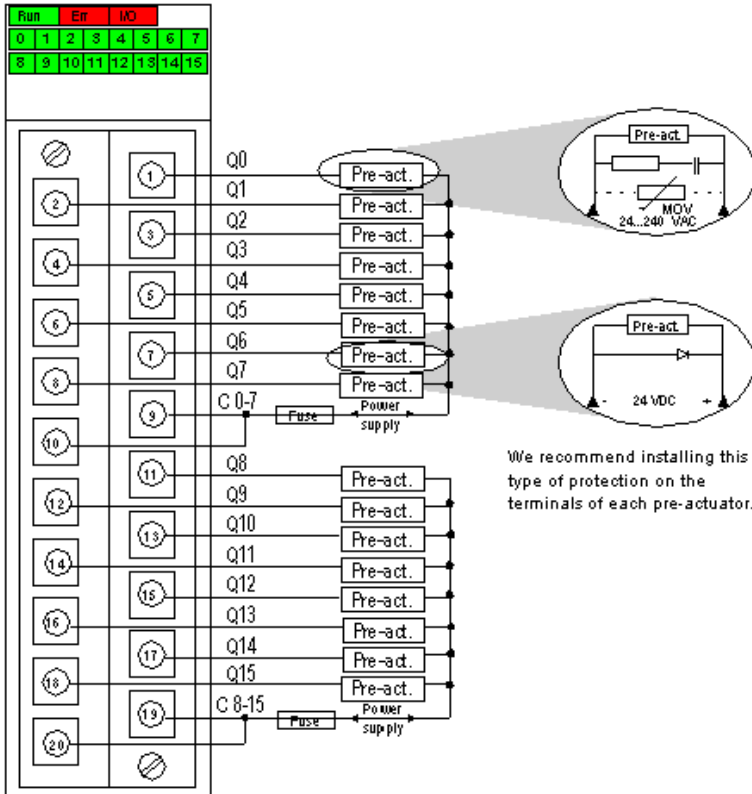 Run Err I/O
0 1 2 3 4 5 6 7
8 9 10 11 12 13 14 15
1 Q0 Pre-act.
2 Q1 Pre-act.
3 Q2 Pre-act.
4 Q3 Pre-act.
5 Q4 Pre-act.
6 Q5 Pre-act.
7 Q6 Pre-act.
8 Q7 Pre-act.
9 C 0-7 Fuse Power
supply
10
11 Q8 Pre-act.
12 Q9 Pre-act.
13 Q10 Pre-act.
14 Q11 Pre-act.
15 Q12 Pre-act.
16 Q13 Pre-act.
17 Q14 Pre-act.
18 Q15 Pre-act.
19 C 8-15 Fuse Power
supply
20
Pre-act.
MOV
24...240 VAC
Pre-act.
- 24 VDC +
We recommend installing this
type of protection on the
terminals of each pre-actuator.